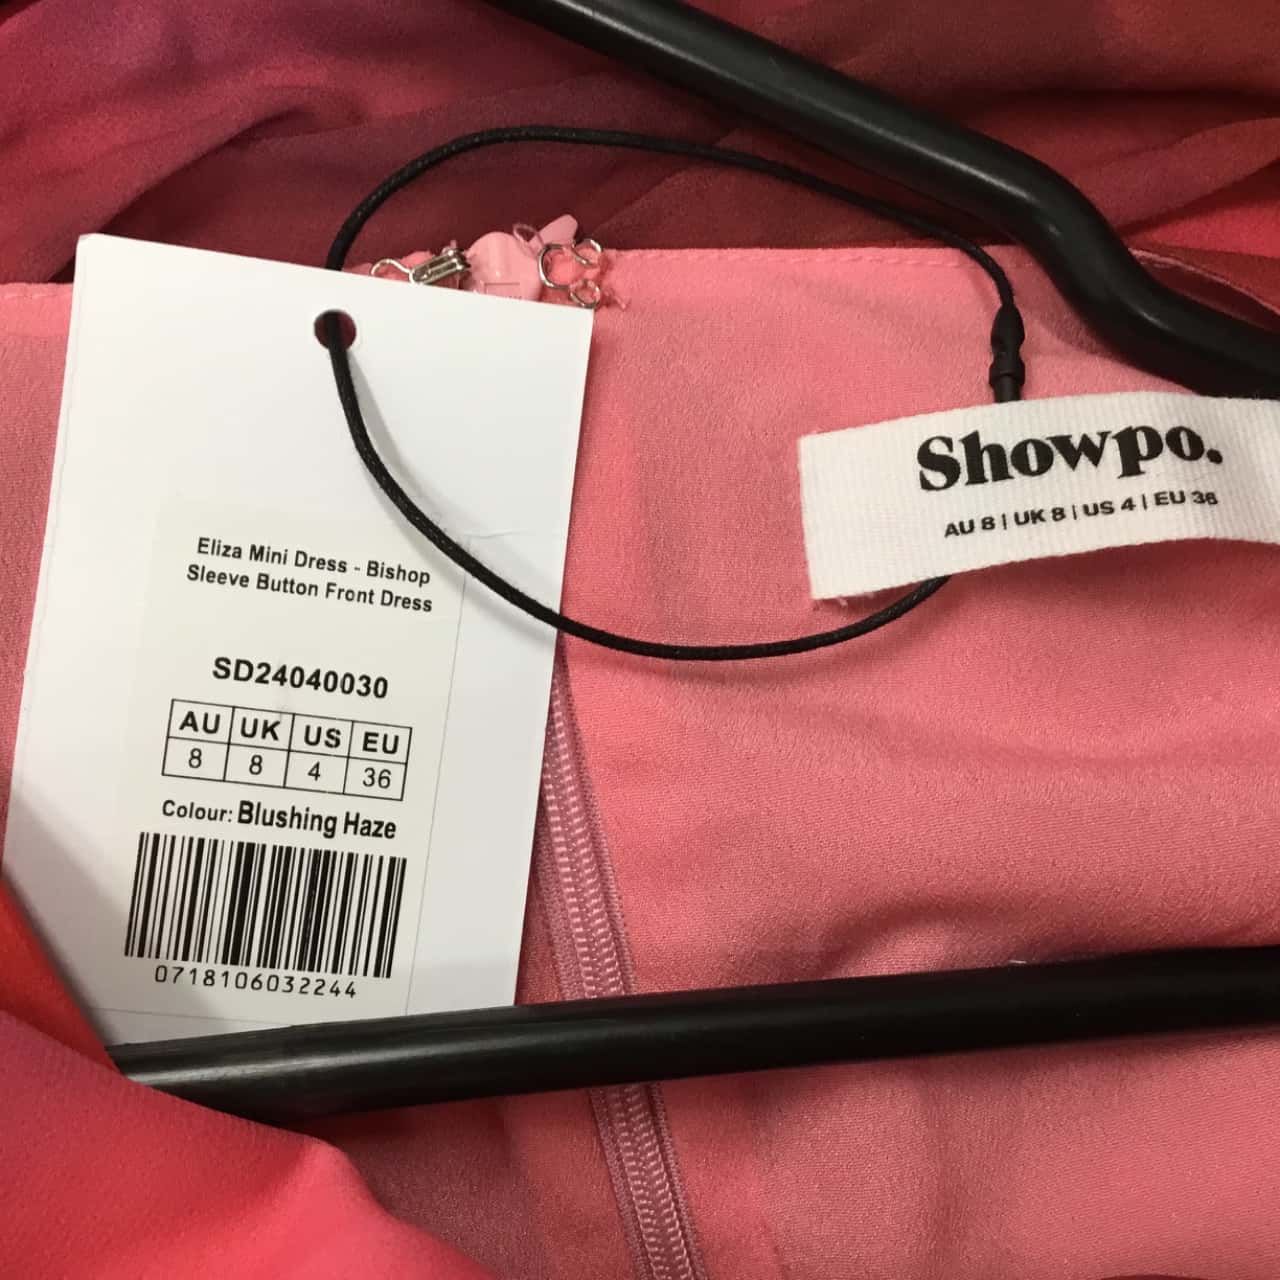 Eliza Mini Dress - Bishop
Sleeve Button Front Dress
SD24040030
AU UK US EU
8 8 4 36
Colour: Blushing Haze
0718106032244
Showpo.
AU 8 | UK 8 | US 4 | EU 36